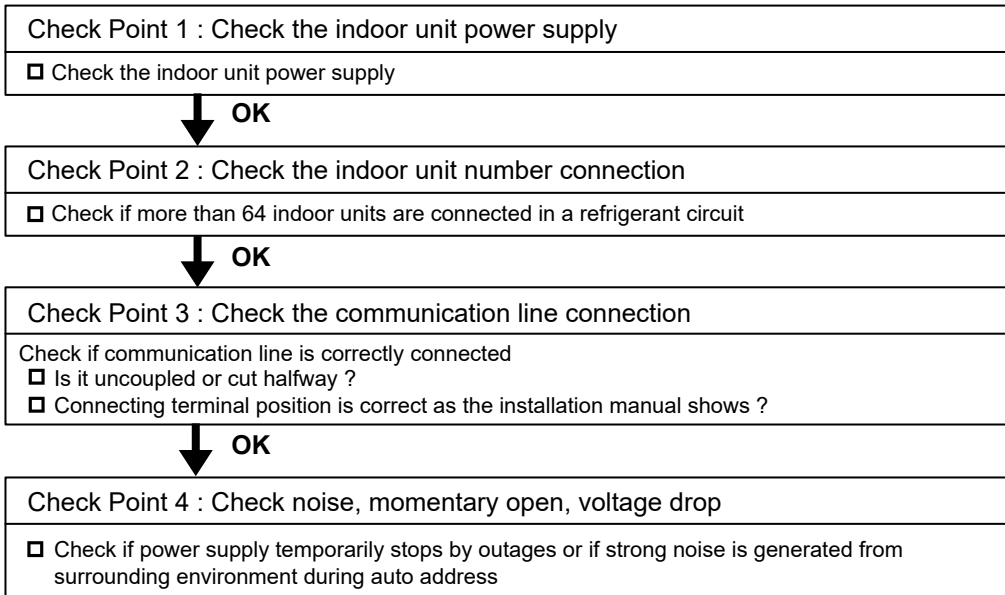 Check Point 1 : Check the indoor unit power supply
Check the indoor unit power supply
OK
Check Point 2 : Check the indoor unit number connection
Check if more than 64 indoor units are connected in a refrigerant circuit
OK
Check Point 3 : Check the communication line connection
Check if communication line is correctly connected
Is it uncoupled or cut halfway ?
Connecting terminal position is correct as the installation manual shows ?
OK
Check Point 4 : Check noise, momentary open, voltage drop
Check if power supply temporarily stops by outages or if strong noise is generated from
surrounding environment during auto address